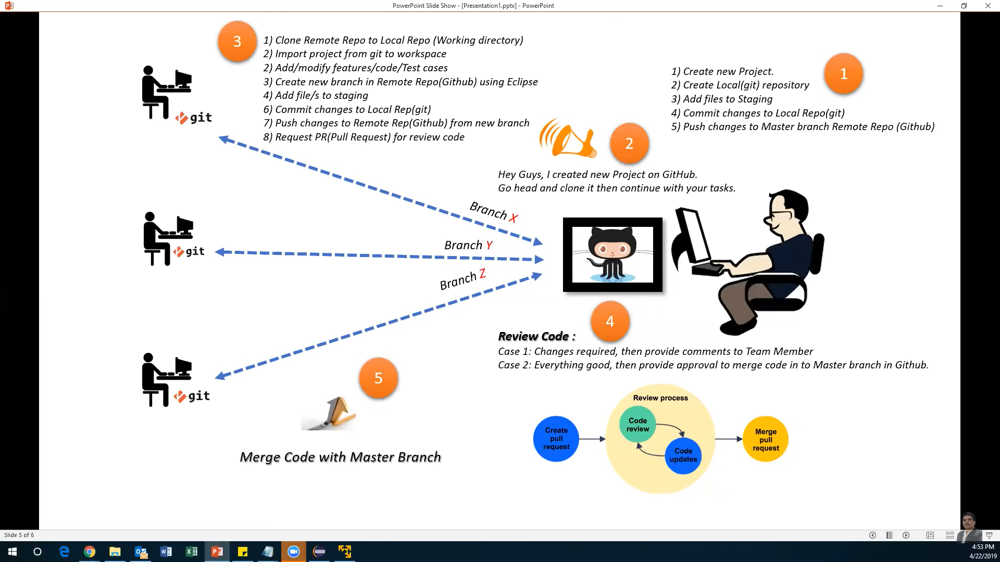 PowerPoint Slide Show - [Presentation1.pptx] - PowerPoint
3
1) Clone Remote Repo to Local Repo (Working directory)
2) Import project from git to workspace
2) Add/modify features/code/Test cases
3) Create new branch in Remote Repo(Github) using Eclipse
4) Add file/s to staging
6) Commit changes to Local Rep(git)
7) Push changes to Remote Rep(Github) from new branch
8) Request PR(Pull Request) for review code
git
1
1) Create new Project.
2) Create Local(git) repository
3) Add files to Staging
4) Commit changes to Local Repo(git)
5) Push changes to Master branch Remote Repo (Github)
2
Hey Guys, I created new Project on GitHub.
Go head and clone it then continue with your tasks.
Branch X
Branch Y
Branch Z
git
git
4
Review Code :
Case 1: Changes required, then provide comments to Team Member
Case 2: Everything good, then provide approval to merge code in to Master branch in Github.
5
Merge Code with Master Branch
Review process
Create
pull
request
Code
review
Code
updates
Merge
pull
request
Slide 5 of 6
4:53 PM
4/22/2019